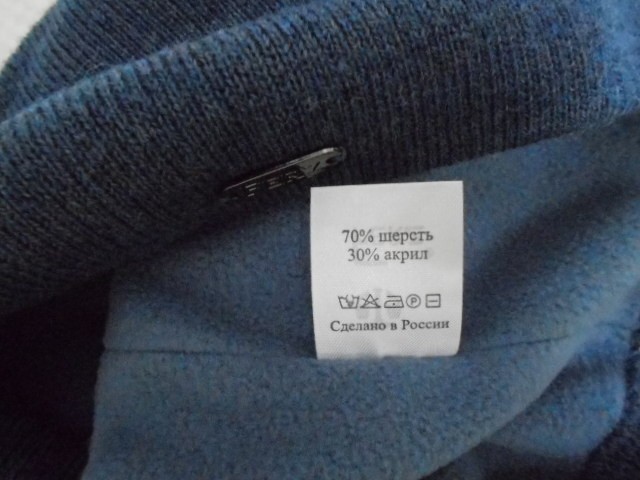 70% шерсть
30% акрил
Сделано в России